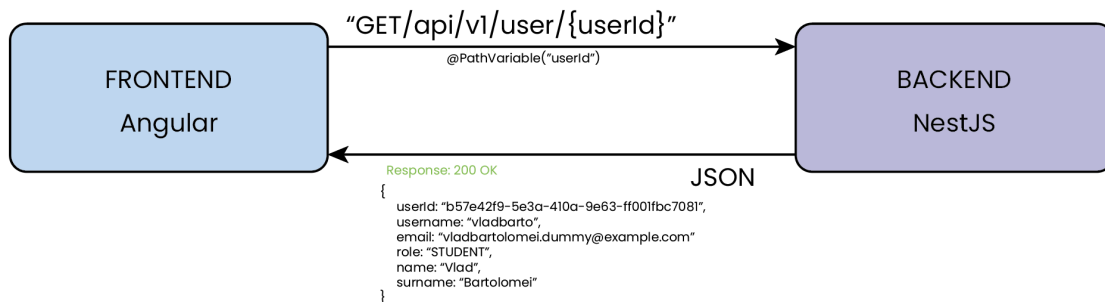 “GET/api/v1/user/{userId}”
@PathVariable(“userId”)
FRONTEND
Angular
BACKEND
NestJS
Response: 200 OK
JSON
{
userId: “b57e42f9-5e3a-410a-9e63-ff001fbc7081”,
username: “vladbarto”,
email: “vladbartolomei.dummy@example.com”
role: “STUDENT”,
name: “Vlad”,
surname: “Bartolomei”
}